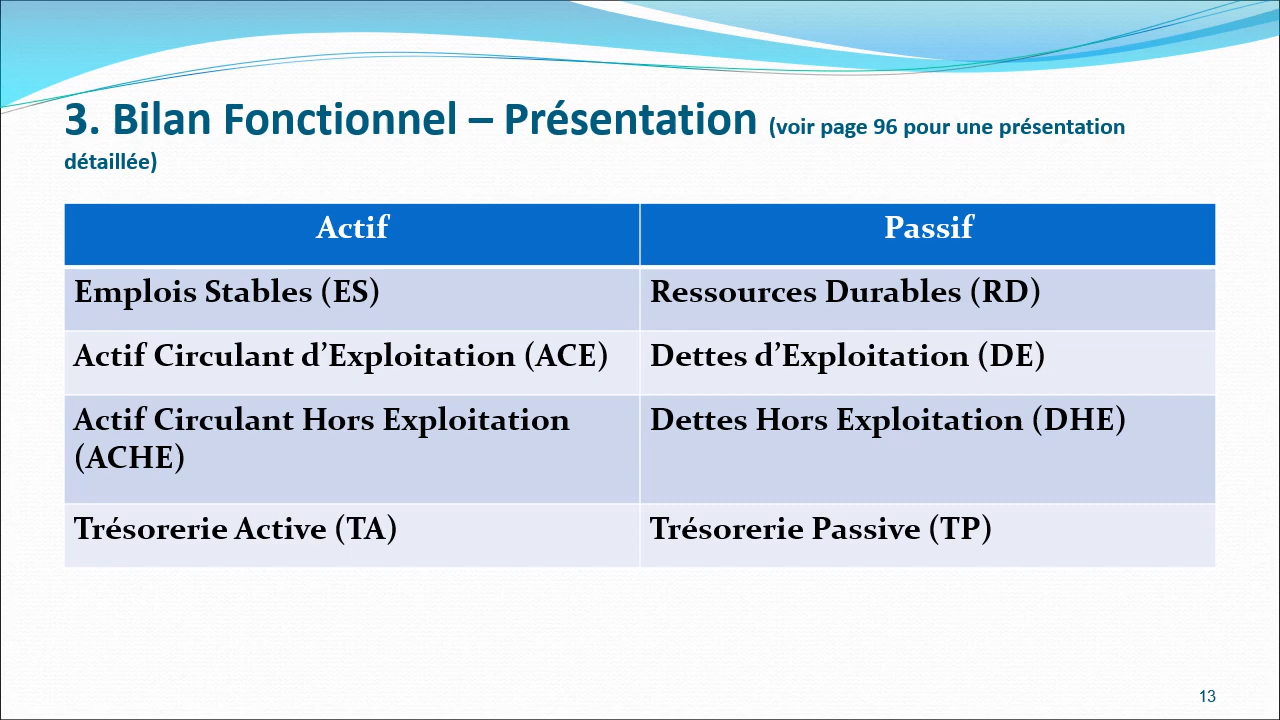 3. Bilan Fonctionnel – Présentation (voir page 96 pour une présentation
détaillée)
Actif
Passif
Emplois Stables (ES)
Ressources Durables (RD)
Actif Circulant d’Exploitation (ACE)
Dettes d’Exploitation (DE)
Actif Circulant Hors Exploitation
(ACHE)
Dettes Hors Exploitation (DHE)
Trésorerie Active (TA)
Trésorerie Passive (TP)
13